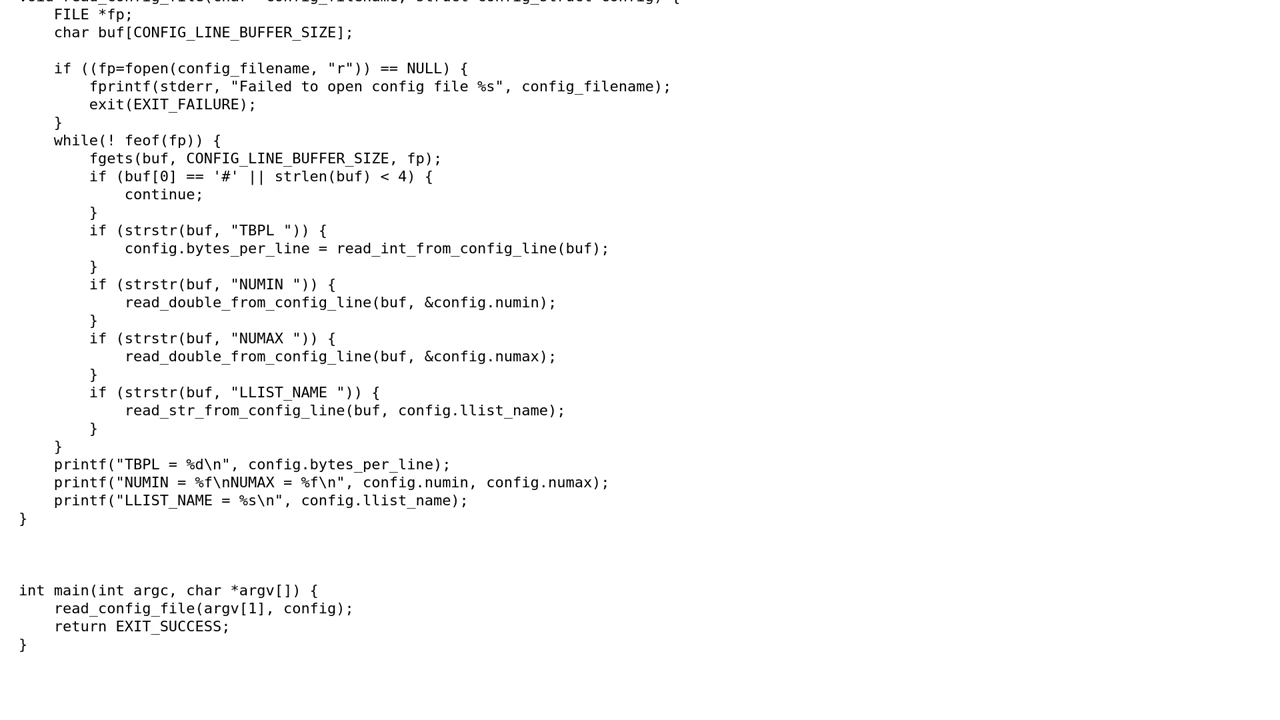 FILE *fp;
    char buf[CONFIG_LINE_BUFFER_SIZE];

    if ((fp=fopen(config_filename, "r")) == NULL) {
        fprintf(stderr, "Failed to open config file %s", config_filename);
        exit(EXIT_FAILURE);
    }
    while(! feof(fp)) {
        fgets(buf, CONFIG_LINE_BUFFER_SIZE, fp);
        if (buf[0] == '#' || strlen(buf) < 4) {
            continue;
        }
        if (strstr(buf, "TBPL ")) {
            config.bytes_per_line = read_int_from_config_line(buf);
        }
        if (strstr(buf, "NUMIN ")) {
            read_double_from_config_line(buf, &config.numin);
        }
        if (strstr(buf, "NUMAX ")) {
            read_double_from_config_line(buf, &config.numax);
        }
        if (strstr(buf, "LLIST_NAME ")) {
            read_str_from_config_line(buf, config.llist_name);
        }
    }
    printf("TBPL = %d\n", config.bytes_per_line);
    printf("NUMIN = %f\nNUMAX = %f\n", config.numin, config.numax);
    printf("LLIST_NAME = %s\n", config.llist_name);
}

int main(int argc, char *argv[]) {
    read_config_file(argv[1], config);
    return EXIT_SUCCESS;
}